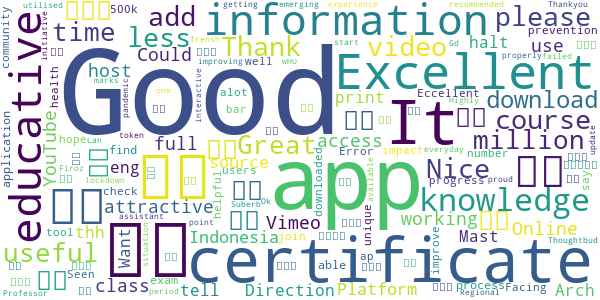 community
utilised
initiative
getting
emerging
experience
recommended
Thankyou
500k
add
information
please
less
time
Could
fremsh
start
Gd
prevention
educative
host
Thank
video
halt
use
health
pandemic
Good
improving
WHO
well
alot
Excellent
application
YouTube
marks
one
interactive
bar
It
Eccellent
Highly
everyday
properly
failed
download
print
course
token
full
Great
access
million
update
hope
can
find
eng
source
app
Error
impact
number
Nice
Firoz
lockdown
check
users
helpful
downloaded
available
progress
proud
say
attractive
Suberb
Ok
unique
knowledge
useful
assistant
Vimeo
working
Online
tool
thh
Want
situation
point
Indonesia
join
improve
Mast
Thoughtbud
Seen
exam
class
period
certificate
able
process
Facing
Professor
tell
Direction
Platform
Regional
Arch